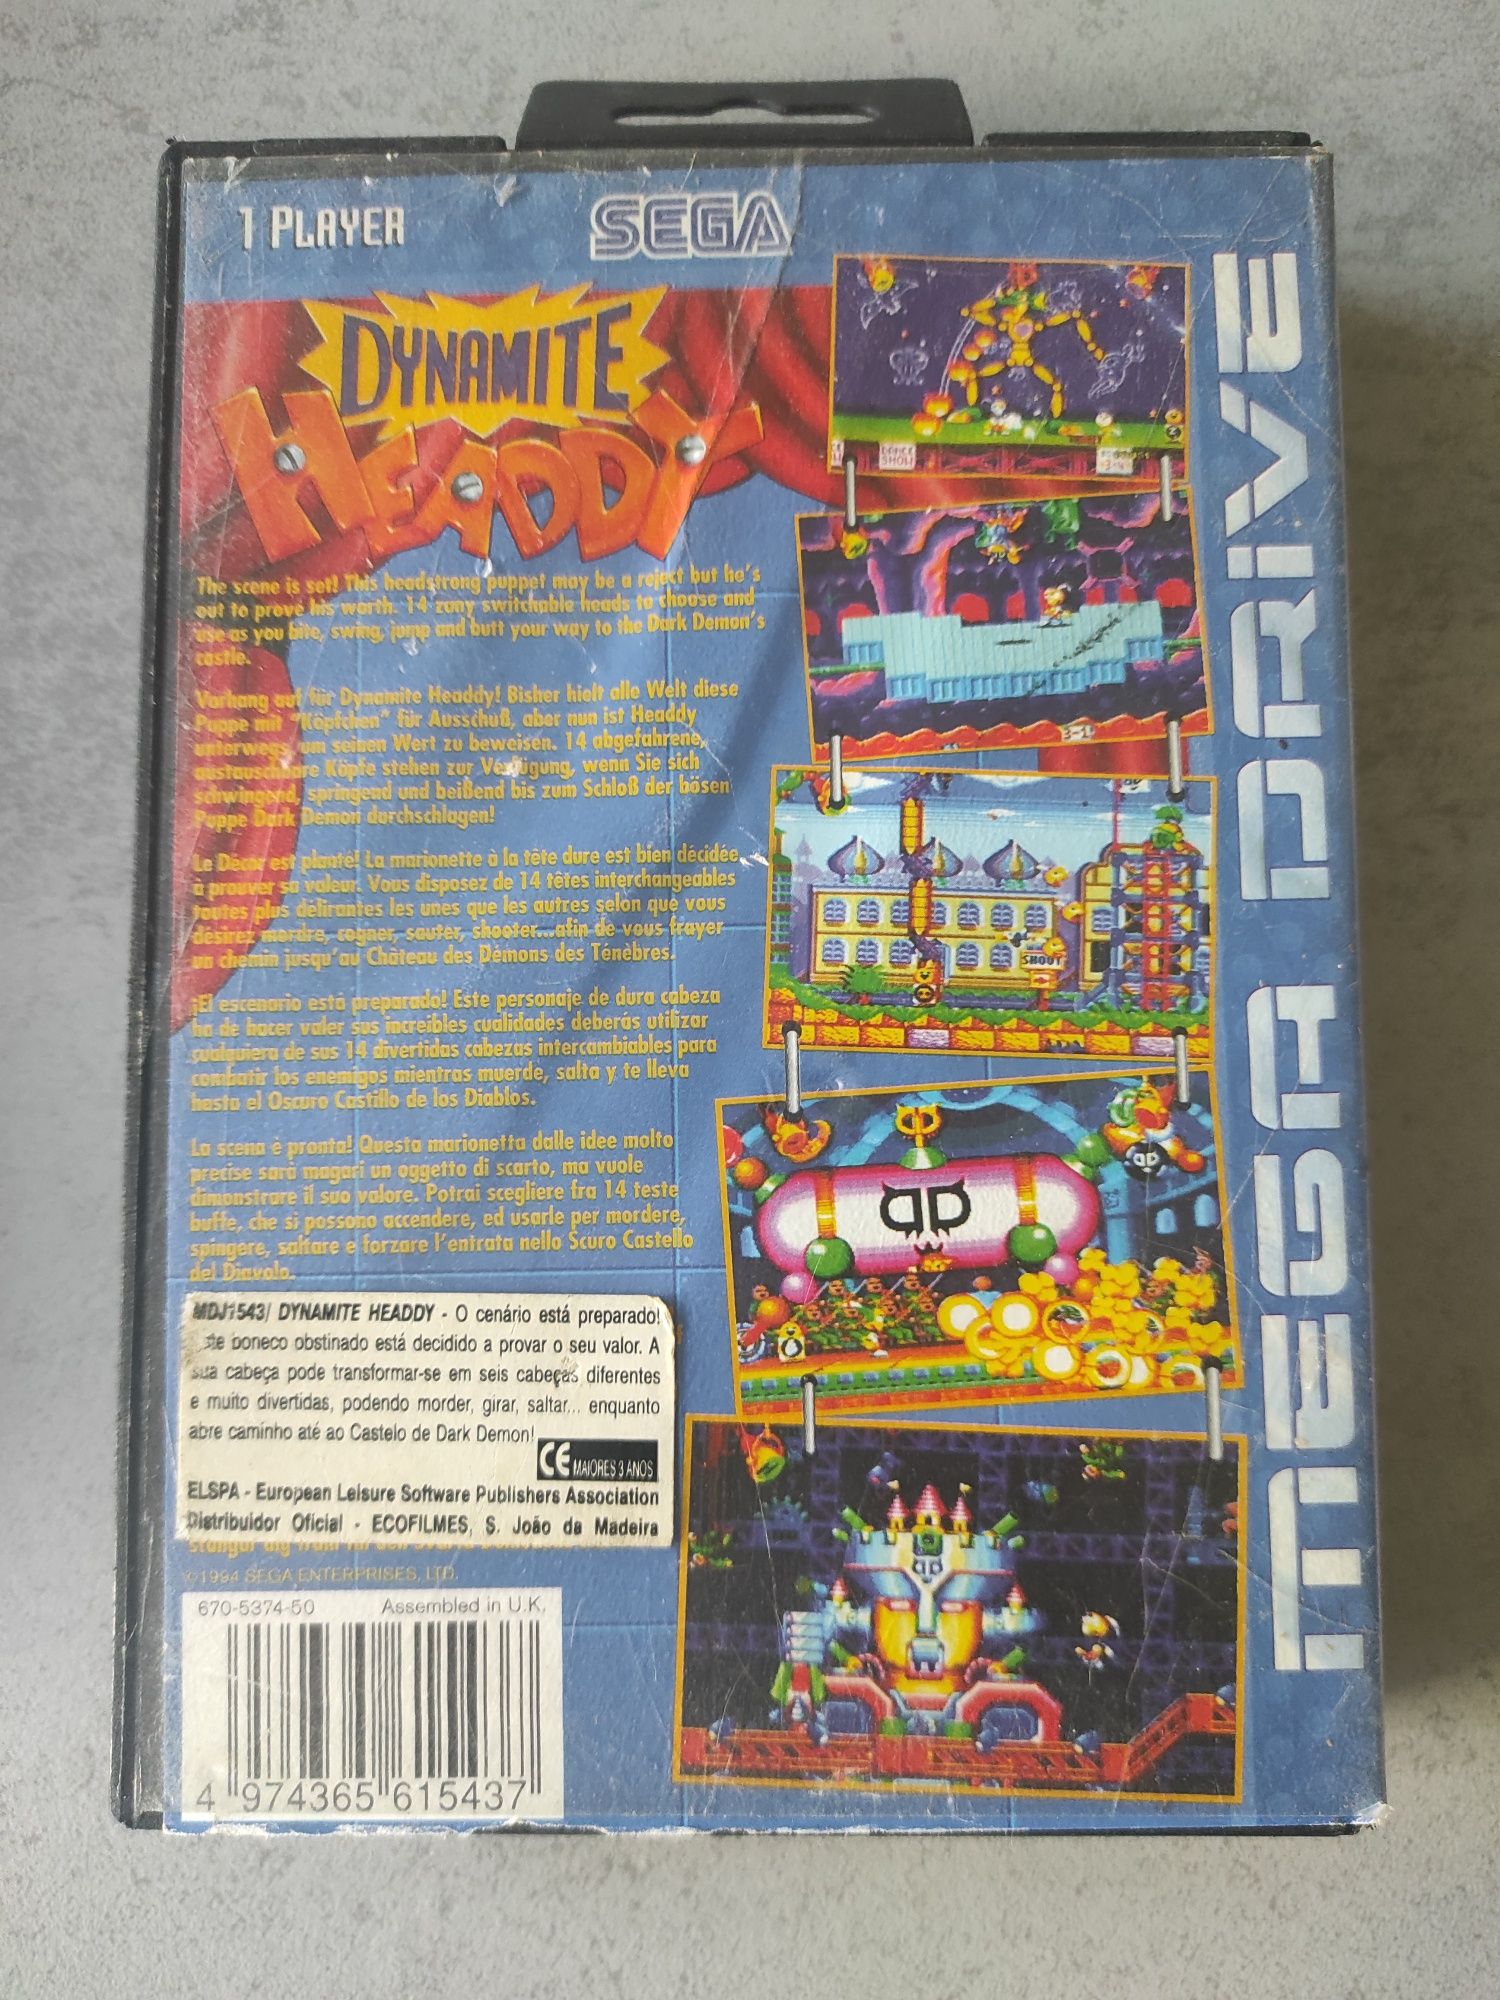 1 PLAYER
SEGA
DYNAMITE
HEADDY
The scene is set! This headstrong puppet may be a reject but he's
out to prove his worth. 14 zany switchable heads to choose and
use as you bite, swing, jump and butt your way to the Dark Demon's
castle.
Vorhang auf für Dynamite Headdy! Bisher hielt alle Welt diese
Puppe mit "Köpfchen" für Ausschuß, aber nun ist Headdy
unterwegs, um seinen Wert zu beweisen. 14 abgefahrene,
austauschbare Köpfe stehen zur Verfügung, wenn Sie sich
schwingend, springend und beißend bis zum Schloß der bösen
Puppe Dark Demon durchschlagen!
Le Décor est planté! La marionette à la tête dure est bien décidée
à prouver sa valeur. Vous disposez de 14 têtes interchangeables
toutes plus délirantes les unes que les autres selon que vous
désirez mordre, cogner, sauter, shooter...afin de vous frayer
un chemin jusqu'au Château des Démons des Ténèbres.
¡El escenario está preparado! Este personaje de dura cabeza
ha de hacer valer sus increíbles cualidades deberás utilizar
cualquiera de sus 14 divertidas cabezas intercambiables para
combatir los enemigos mientras muerde, salta y te lleva
hasta el Oscuro Castillo de los Diablos.
La scena è pronta! Questa marionetta dalle idee molto
precise sarà magari un oggetto di scarto, ma vuole
dimonstrare il suo valore. Potrai scegliere fra 14 teste
buffe, che si possono accendere, ed usarle per mordere,
spingere, saltare e forzare l'entrata nello Scuro Castello
del Diavolo.
MDJ1543/ DYNAMITE HEADDY - O cenário está preparado!
ste boneco obstinado está decidido a provar o seu valor. A
sua cabeça pode transformar-se em seis cabeças diferentes
e muito divertidas, podendo morder, girar, saltar... enquanto
abre caminho até ao Castelo de Dark Demon!
CE MAIORES 3 ANOS
ELSPA - European Leisure Software Publishers Association
Distribuidor Oficial - ECOFILMES, S. João da Madeira
©1994 SEGA ENTERPRISES, LTD.
670-5374-50 Assembled in U.K.
4 974365 615437
DANCE
SHOW
3-1
SHOOT
MEGA DRIVE